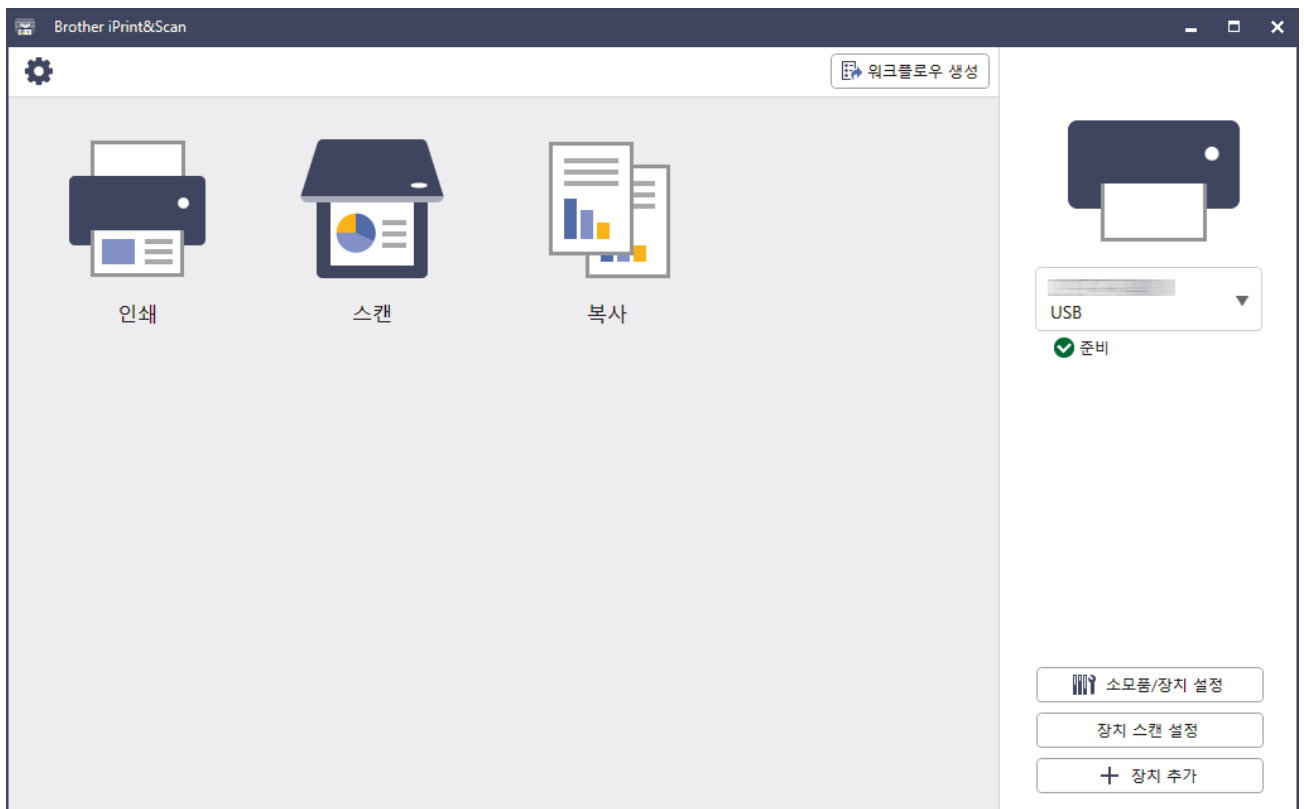 Brother iPrint&Scan
워크플로우 생성
인쇄
스캔
복사
USB
준비
소모품/장치 설정
장치 스캔 설정
장치 추가